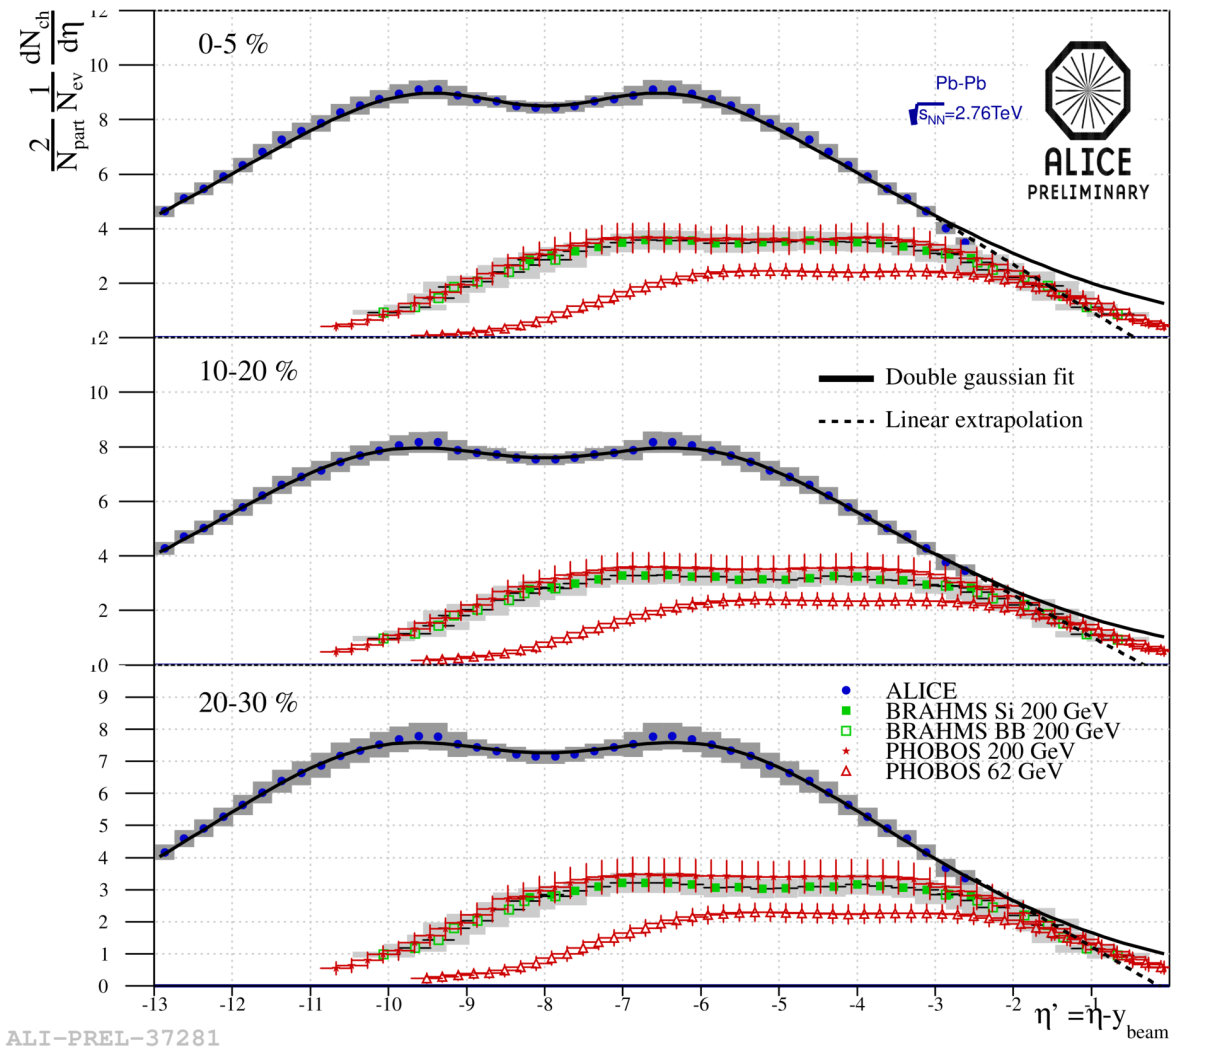 2/N_part 1/N_ev dN_ch/dη
12
10
8
6
4
2
0-5 %
Pb-Pb
√s_NN=2.76TeV
ALICE
PRELIMINARY
12
10
8
6
4
2
10-20 %
Double gaussian fit
Linear extrapolation
10
9
8
7
6
5
4
3
2
1
0
20-30 %
ALICE
BRAHMS Si 200 GeV
BRAHMS BB 200 GeV
PHOBOS 200 GeV
PHOBOS 62 GeV
-13 -12 -11 -10 -9 -8 -7 -6 -5 -4 -3 -2 -1
η’ =η-y_beam
ALI-PREL-37281